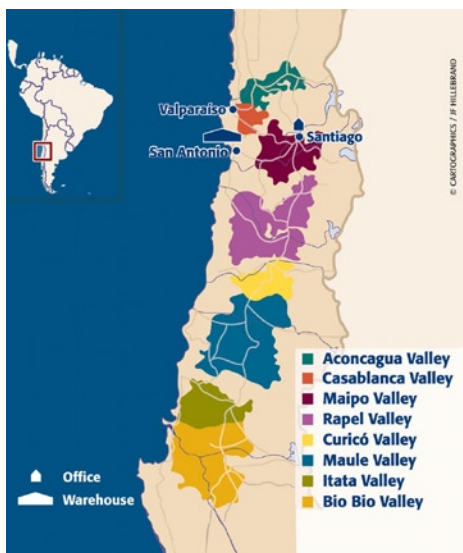 Valparaiso
Santiago
San Antonio
© CARTOGRAPHICS / JF HILLEBRAND
Aconcagua Valley
Casablanca Valley
Maipo Valley
Rapel Valley
Curicó Valley
Maule Valley
Itata Valley
Bio Bio Valley
Office
Warehouse